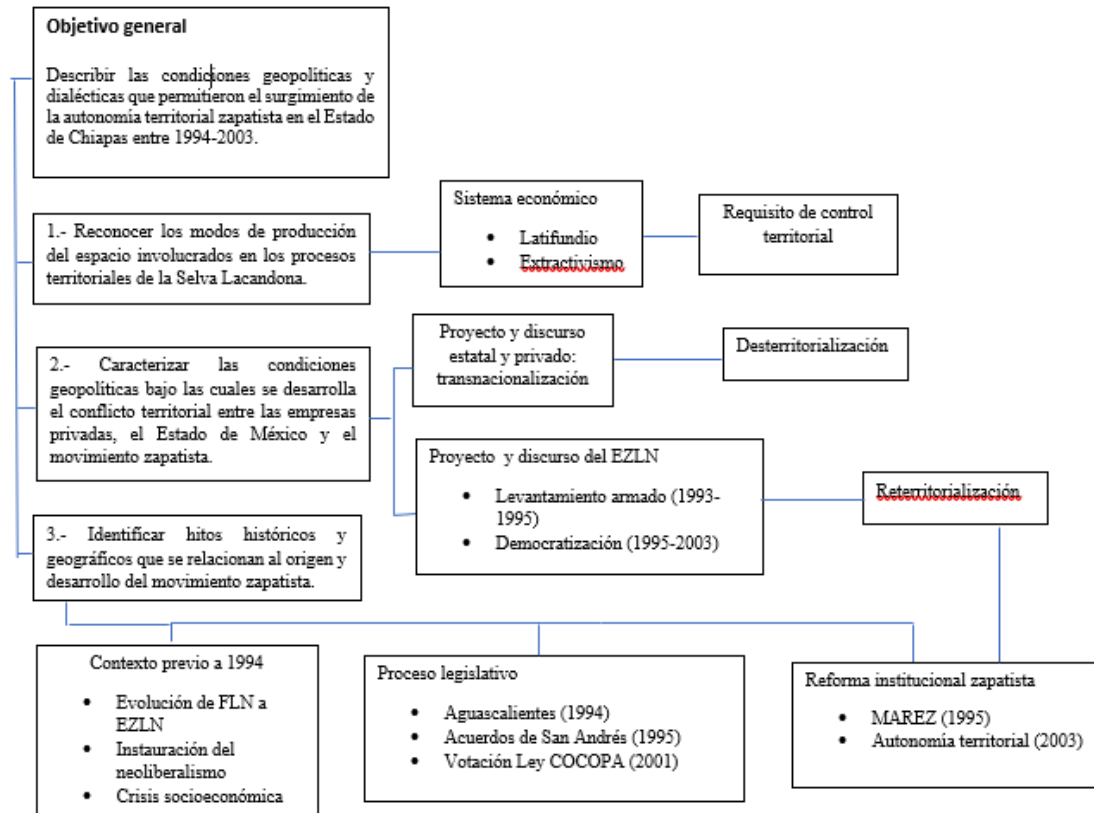 Objetivo general
Describir las condiciones geopolíticas y
dialécticas que permitieron el surgimiento de
la autonomía territorial zapatista en el Estado
de Chiapas entre 1994-2003.
1.- Reconocer los modos de producción
del espacio involucrados en los procesos
territoriales de la Selva Lacandona.
Sistema económico
• Latifundio
• Extractivismo
Requisito de control
territorial
2.- Caracterizar las condiciones
geopolíticas bajo las cuales se desarrolla
el conflicto territorial entre las empresas
privadas, el Estado de México y el
movimiento zapatista.
Proyecto y discurso
estatal y privado:
transnacionalización
Desterritorialización
Proyecto y discurso del EZLN
• Levantamiento armado (1993-
1995)
• Democratización (1995-2003)
Reterritorialización
3.- Identificar hitos históricos y
geográficos que se relacionan al origen y
desarrollo del movimiento zapatista.
Contexto previo a 1994
• Evolución de FLN a
EZLN
• Instauración del
neoliberalismo
• Crisis socioeconómica
Proceso legislativo
• Aguascalientes (1994)
• Acuerdos de San Andrés (1995)
• Votación Ley COCOPA (2001)
Reforma institucional zapatista
• MAREZ (1995)
• Autonomía territorial (2003)